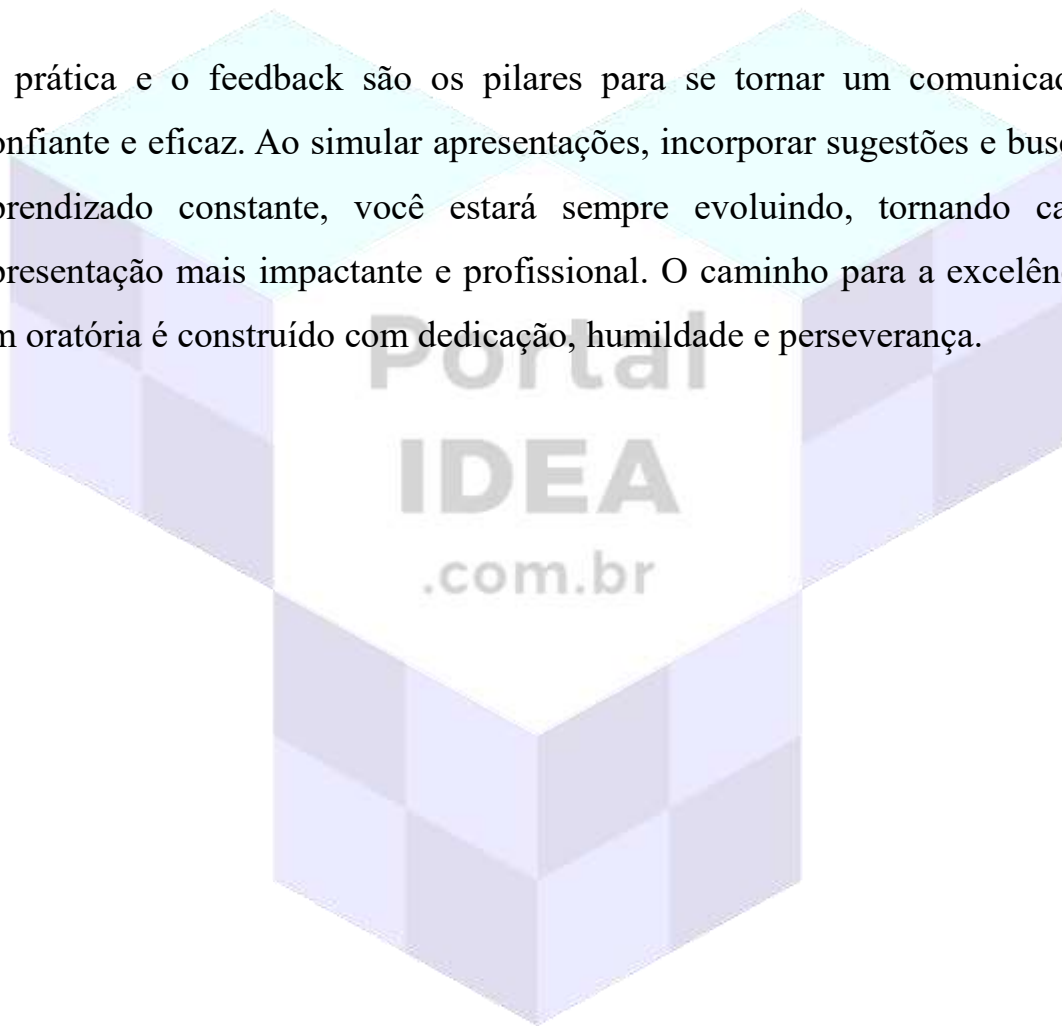 prática e o feedback são os pilares para se tornar um comunicad
onfiante e eficaz. Ao simular apresentações, incorporar sugestões e busc
prendizado constante, você estará sempre evoluindo, tornando ca
presentação mais impactante e profissional. O caminho para a excelên
m oratória é construído com dedicação, humildade e perseverança.
Portal
IDEA
.com.br